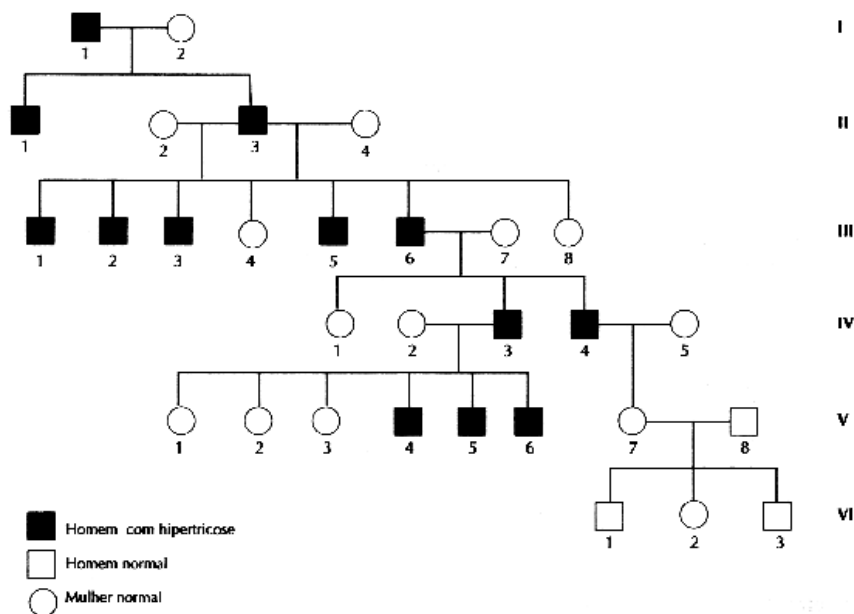 I
1 2
II
1 2 3 4
III
1 2 3 4 5 6 7 8
IV
1 2 3 4 5
V
1 2 3 4 5 6 7 8
VI
1 2 3
Homem com hipertricose
Homem normal
Mulher normal